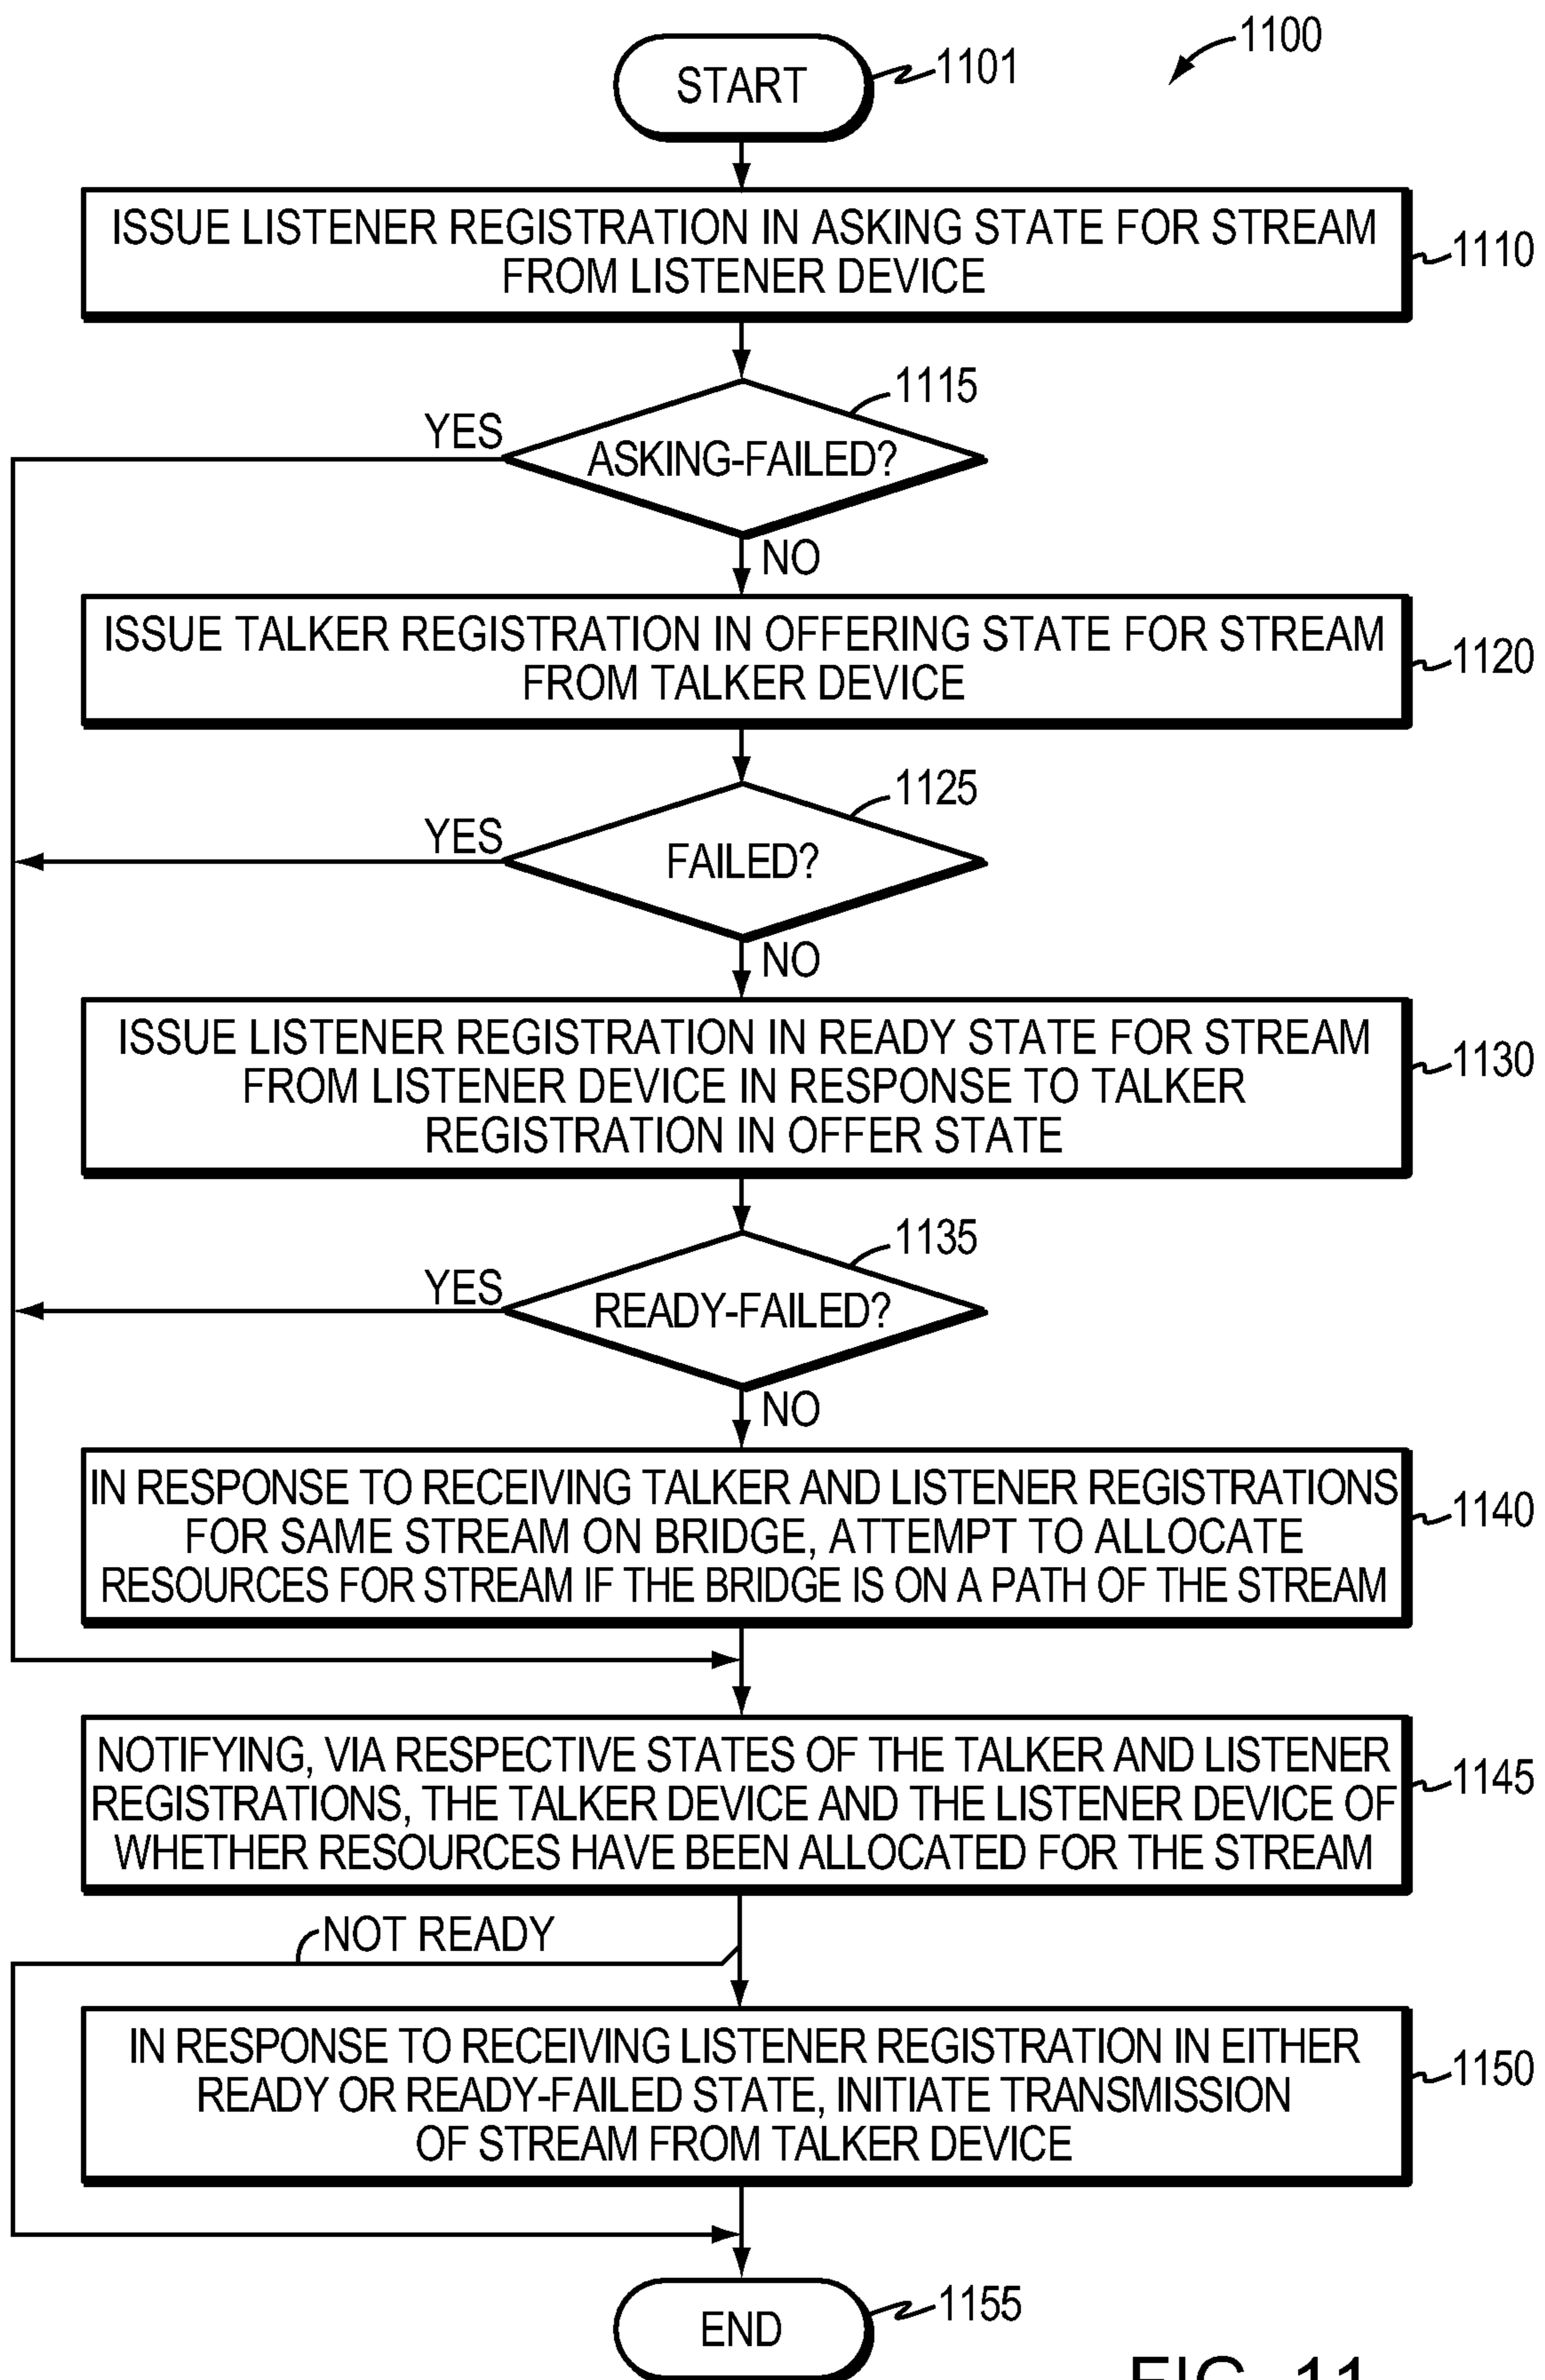 1100
START
1101
ISSUE LISTENER REGISTRATION IN ASKING STATE FOR STREAM
FROM LISTENER DEVICE
1110
1115
YES
ASKING-FAILED?
NO
ISSUE TALKER REGISTRATION IN OFFERING STATE FOR STREAM
FROM TALKER DEVICE
1120
1125
YES
FAILED?
NO
ISSUE LISTENER REGISTRATION IN READY STATE FOR STREAM
FROM LISTENER DEVICE IN RESPONSE TO TALKER
REGISTRATION IN OFFER STATE
1130
1135
YES
READY-FAILED?
NO
IN RESPONSE TO RECEIVING TALKER AND LISTENER REGISTRATIONS
FOR SAME STREAM ON BRIDGE, ATTEMPT TO ALLOCATE
RESOURCES FOR STREAM IF THE BRIDGE IS ON A PATH OF THE STREAM
1140
NOTIFYING, VIA RESPECTIVE STATES OF THE TALKER AND LISTENER
REGISTRATIONS, THE TALKER DEVICE AND THE LISTENER DEVICE OF
WHETHER RESOURCES HAVE BEEN ALLOCATED FOR THE STREAM
1145
NOT READY
IN RESPONSE TO RECEIVING LISTENER REGISTRATION IN EITHER
READY OR READY-FAILED STATE, INITIATE TRANSMISSION
OF STREAM FROM TALKER DEVICE
1150
END
1155
FIG. 11